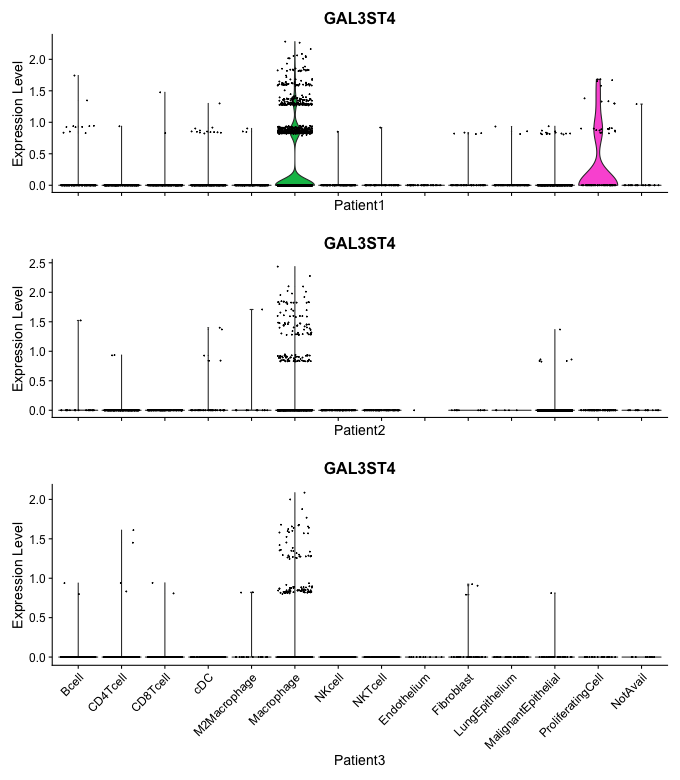 GAL3ST4
Expression Level
2.0
1.5
1.0
0.5
0.0
Patient1
GAL3ST4
Expression Level
2.5
2.0
1.5
1.0
0.5
0.0
Patient2
GAL3ST4
Expression Level
2.0
1.5
1.0
0.5
0.0
Bcell
CD4Tcell
CD8Tcell
cDC
M2Macrophage
Macrophage
NKcell
NKTcell
Endothelium
Fibroblast
LungEpithelium
MalignantEpithelial
ProliferatingCell
NotAvail
Patient3